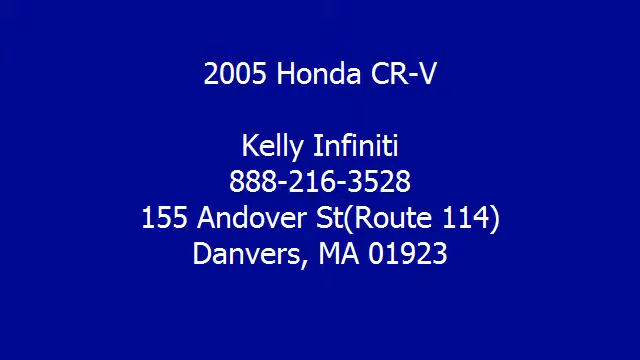 2005 Honda CR-V
Kelly Infiniti
888-216-3528
155 Andover St(Route 114)
Danvers, MA 01923